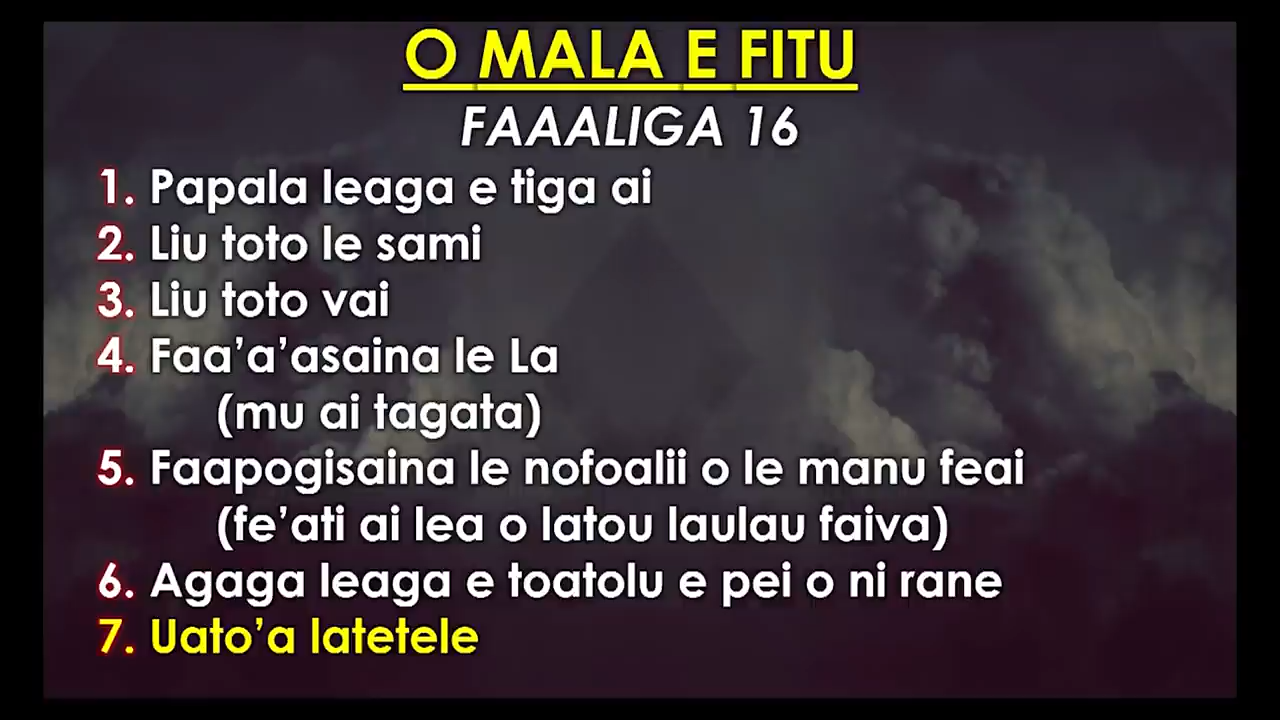 O MALA E FITU
FAAALIGA 16
1. Papala leaga e tiga ai
2. Liu toto le sami
3. Liu toto vai
4. Faa’a’asaina le La
(mu ai tagata)
5. Faapogisaina le nofoalii o le manu feai
(fe’ati ai lea o latou laulau faiva)
6. Agaga leaga e toatolu e pei o ni rane
7. Uato’a latetele